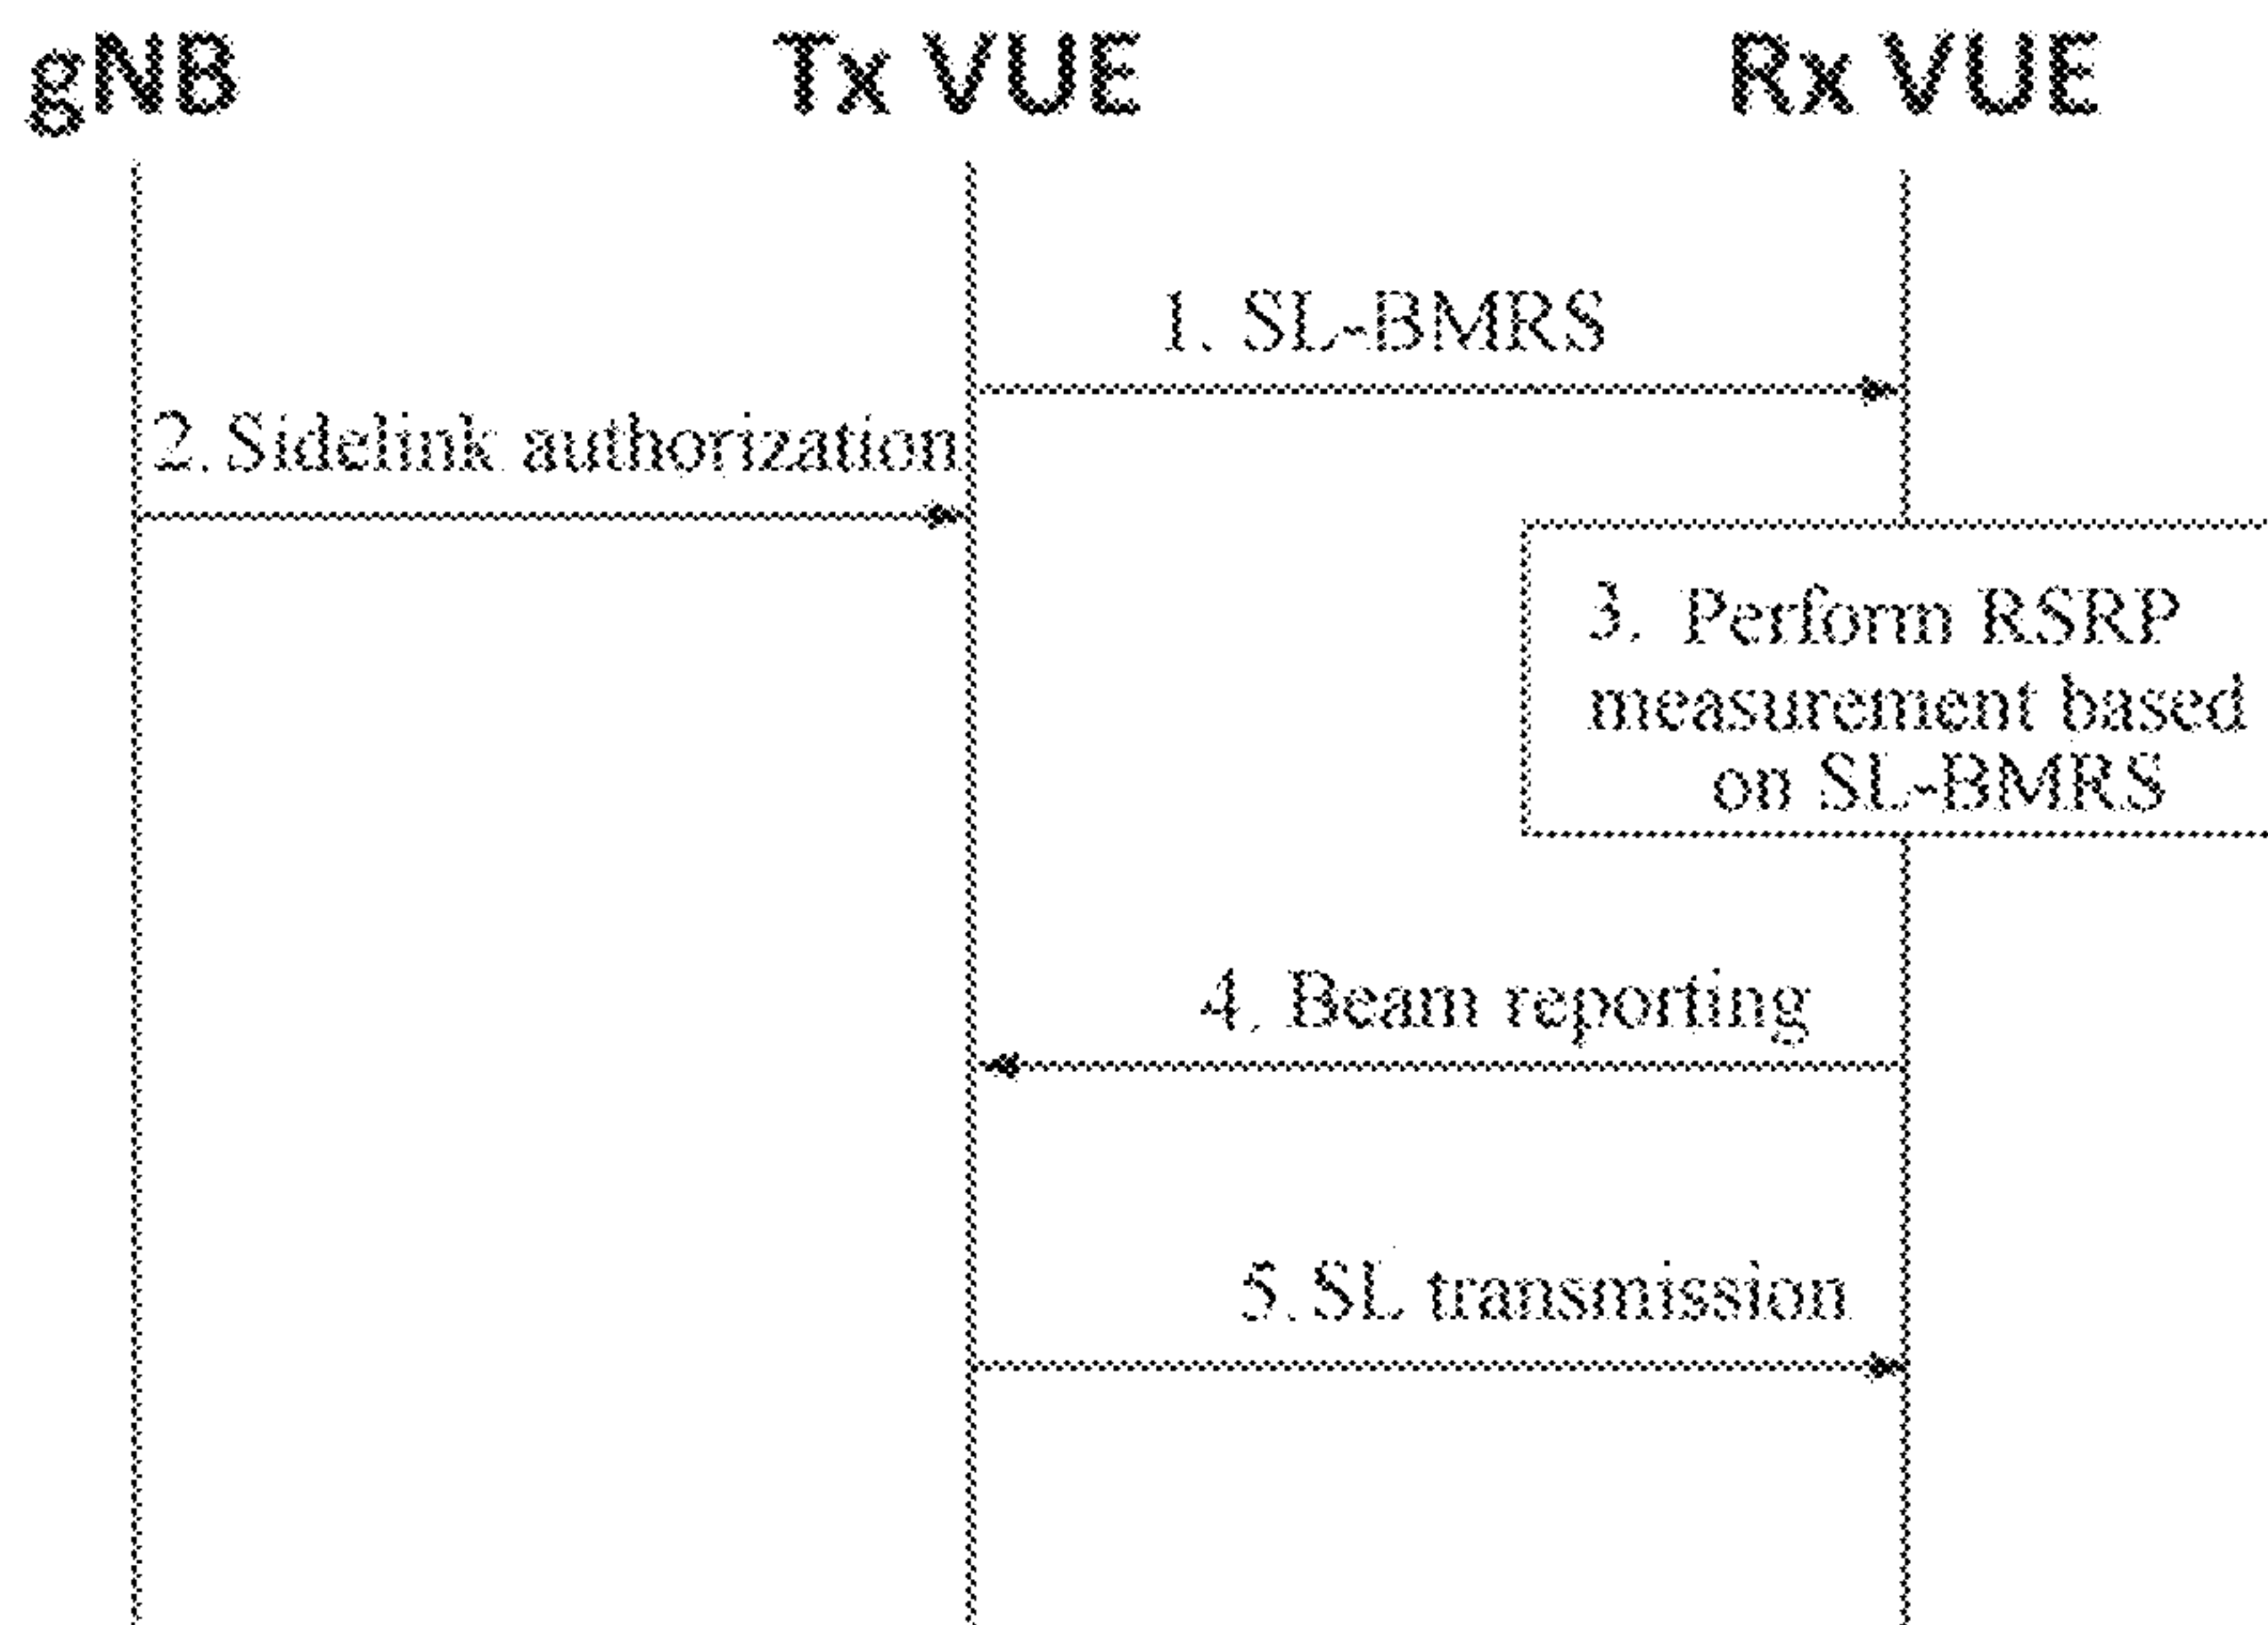 gNB Tx VUE Rx VUE
1. SL-BMRS
2. Sidelink authorization
3. Perform RSRP
measurement based
on SL-BMRS
4. Beam reporting
5. SL transmission